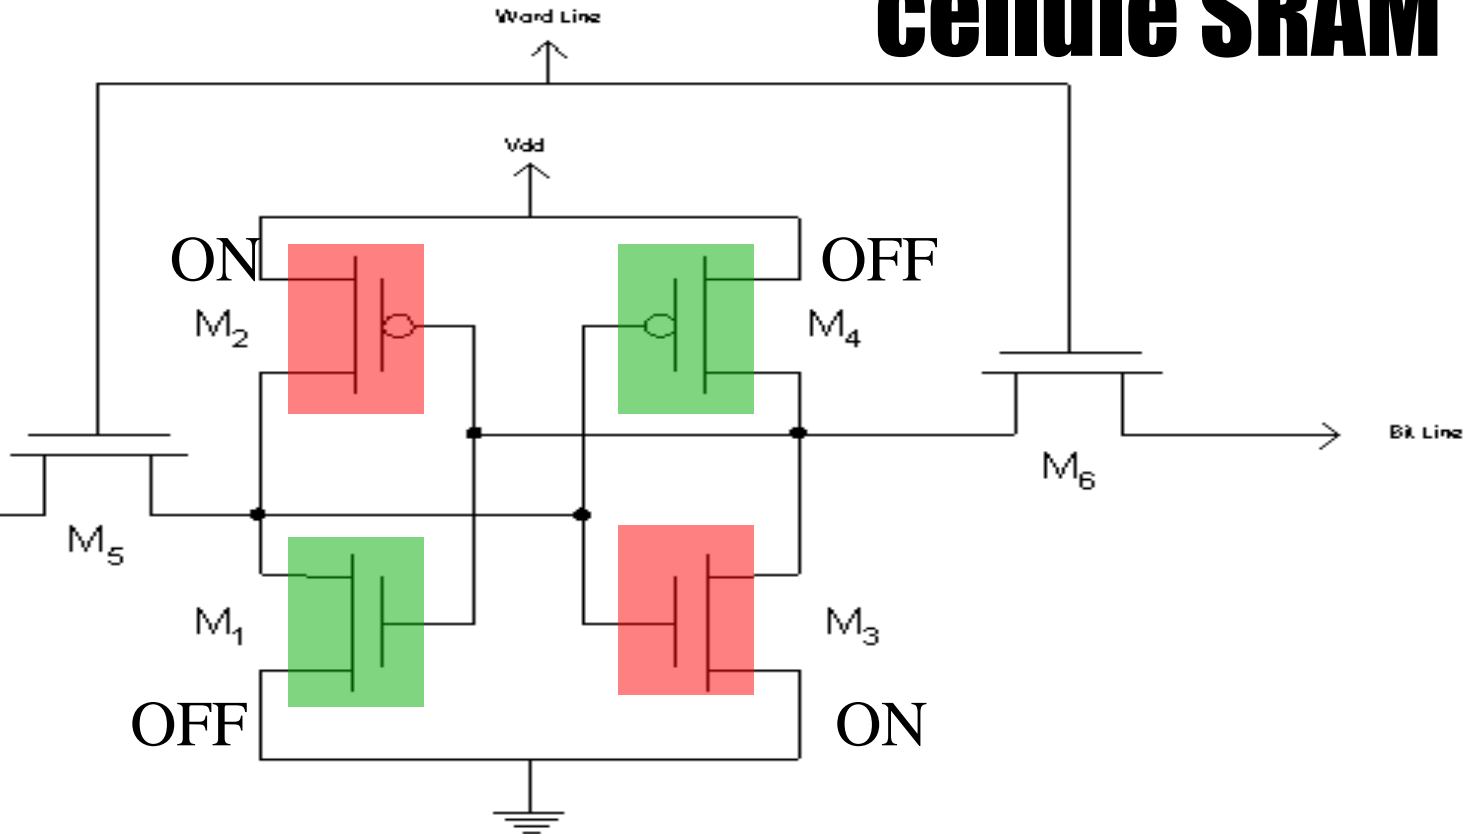 cellule SRAM
Word Line
Vdd
ON
OFF
M2
M4
Bit Line
M6
M5
M1
M3
OFF
ON